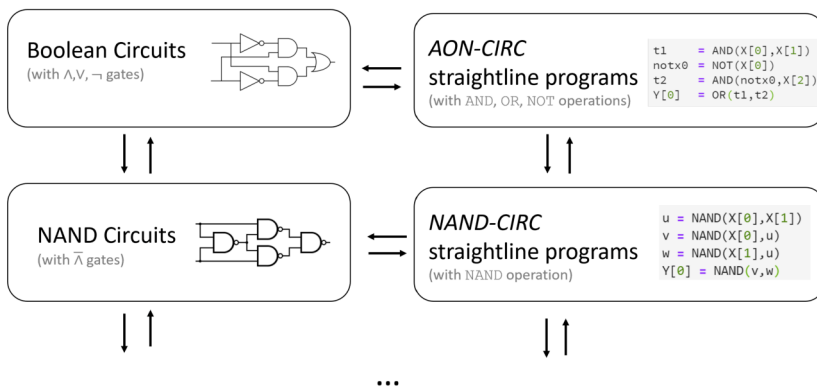 Boolean Circuits
(with ∧,∨, ¬ gates)
AON-CIRC
straightline programs
(with AND, OR, NOT operations)
t1 = AND(X[0],X[1])
notx0 = NOT(X[0])
t2 = AND(notx0,X[2])
Y[0] = OR(t1,t2)
NAND Circuits
(with ⊼ gates)
NAND-CIRC
straightline programs
(with NAND operation)
u = NAND(X[0],X[1])
v = NAND(X[0],u)
w = NAND(X[1],u)
Y[0] = NAND(v,w)
...